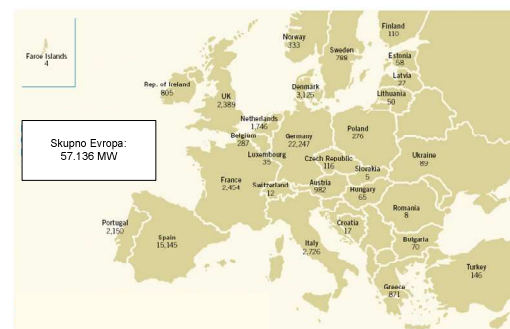 Finland
110
Norway
333
Sweden
788
Faroe Islands
4
Estonia
58
Latvia
27
Lithuania
50
Rep. of Ireland
805
Denmark
3,125
UK
2,389
Netherlands
1,746
Poland
276
Skupno Evropa:
57.136 MW
Belgium
287
Germany
22,247
Luxembourg
35
Czech Republic
116
Ukraine
89
Slovakia
5
France
2,454
Switzerland
12
Austria
982
Hungary
65
Romania
8
Portugal
2,150
Croatia
17
Spain
15,145
Italy
2,726
Bulgaria
70
Turkey
146
Greece
871